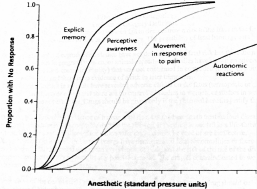 Proportion with No Response
1.0
0.8
0.6
0.4
0.2
0
Explicit
memory
Perceptive
awareness
Movement
in response
to pain
Autonomic
reactions
Anesthetic (standard pressure units)